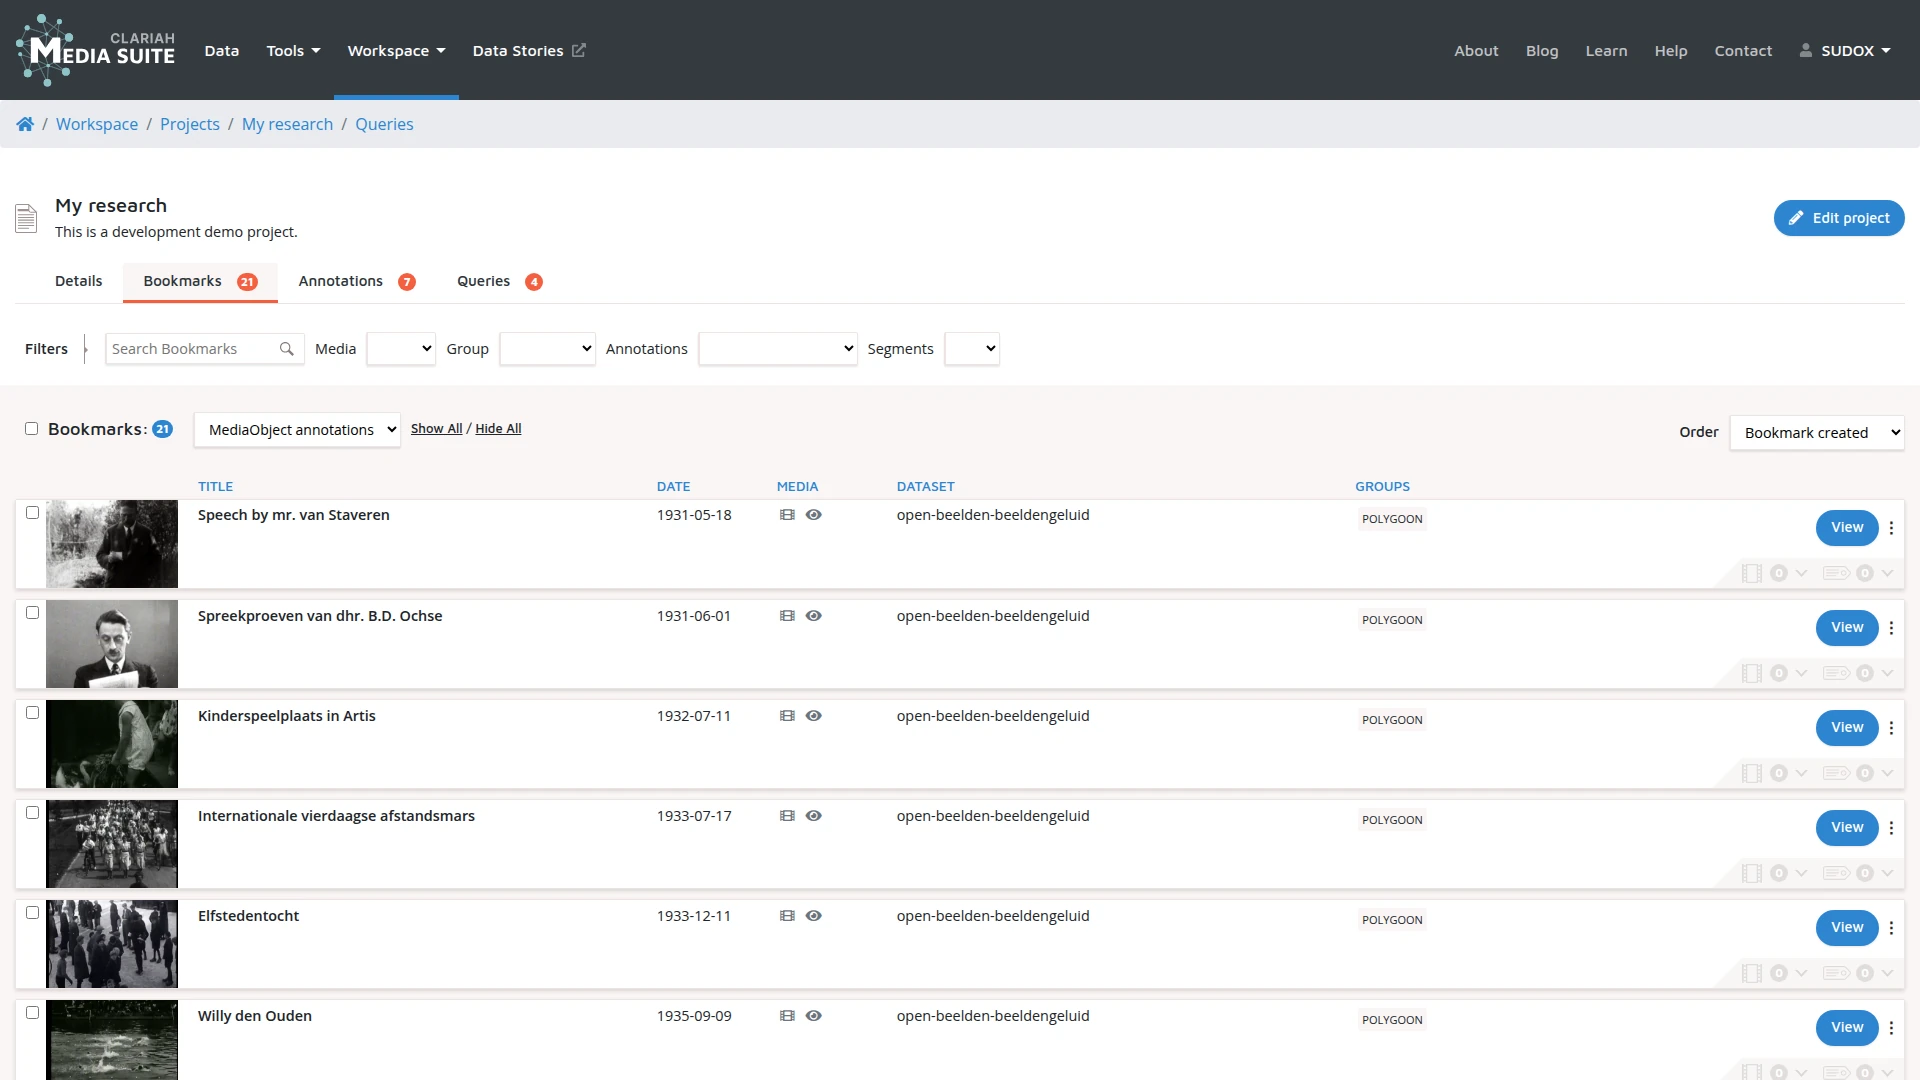 CLARIAH
MEDIA SUITE
Data
Tools
Workspace
Data Stories
About
Blog
Learn
Help
Contact
SUDOX
/ Workspace / Projects / My research / Queries
My research
This is a development demo project.
Edit project
Details
Bookmarks 21
Annotations 7
Queries 4
Filters
Search Bookmarks
Media
Group
Annotations
Segments
Bookmarks: 21
MediaObject annotations
Show All / Hide All
Order
Bookmark created
TITLE DATE MEDIA DATASET GROUPS
Speech by mr. van Staveren 1931-05-18 open-beelden-beeldengeluid POLYGOON View
0 0
Spreekproeven van dhr. B.D. Ochse 1931-06-01 open-beelden-beeldengeluid POLYGOON View
0 0
Kinderspeelplaats in Artis 1932-07-11 open-beelden-beeldengeluid POLYGOON View
0 0
Internationale vierdaagse afstandsmars 1933-07-17 open-beelden-beeldengeluid POLYGOON View
0 0
Elfstedentocht 1933-12-11 open-beelden-beeldengeluid POLYGOON View
0 0
Willy den Ouden 1935-09-09 open-beelden-beeldengeluid POLYGOON View
0 0